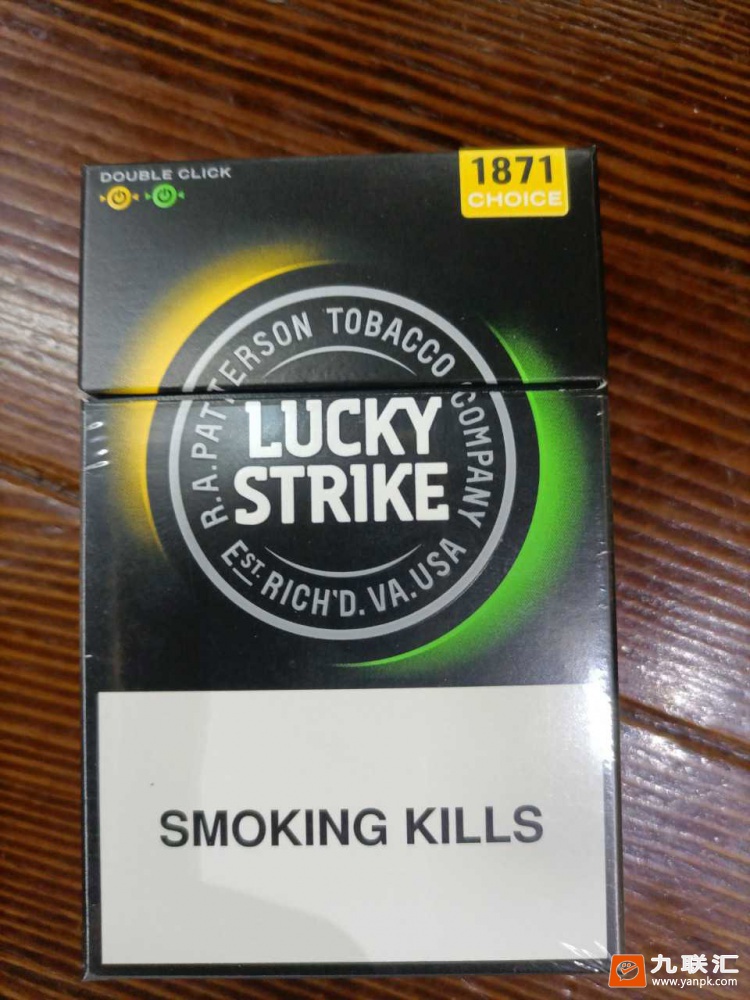 DOUBLE CLICK
1871
CHOICE
R.A.PATTERSON TOBACCO COMPANY
LUCKY
STRIKE
EST. RICH'D. VA. USA
SMOKING KILLS
九联汇
www.yanpk.com